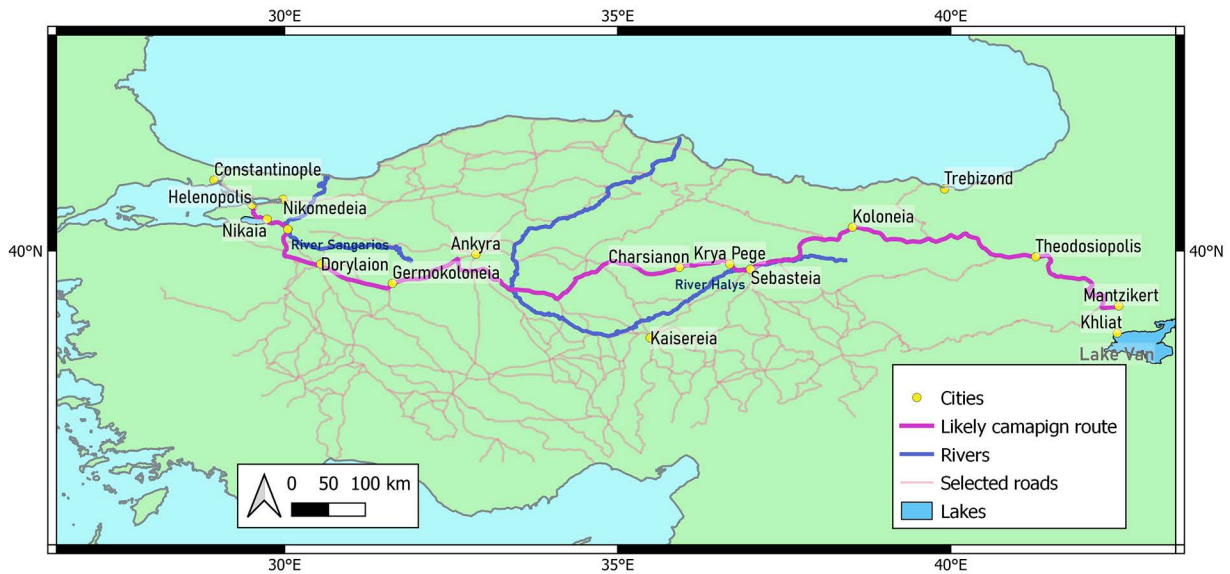 30°E 35°E 40°E
Constantinople
Trebizond
Helenopolis
Nikomedeia
Koloneia
Nikaia
River Sangarios
Ankyra
Theodosiopolis
40°N
40°N
Charsianon
Krya Pege
Dorylaion
Germokoloneia
River Halys
Sebasteia
Mantzikert
Khliat
Kaisereia
Lake Van
Cities
Likely camapign route
Rivers
Selected roads
Lakes
0 50 100 km
30°E 35°E 40°E